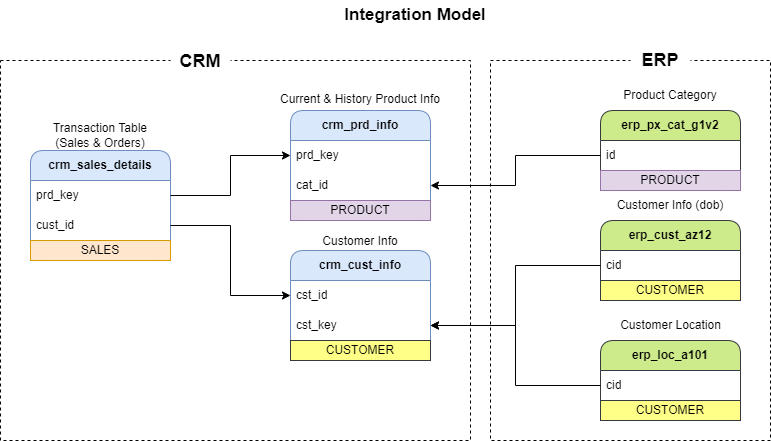 Integration Model
CRM
Transaction Table
(Sales & Orders)
crm_sales_details
prd_key
cust_id
SALES
Current & History Product Info
crm_prd_info
prd_key
cat_id
PRODUCT
Customer Info
crm_cust_info
cst_id
cst_key
CUSTOMER
ERP
Product Category
erp_px_cat_g1v2
id
PRODUCT
Customer Info (dob)
erp_cust_az12
cid
CUSTOMER
Customer Location
erp_loc_a101
cid
CUSTOMER